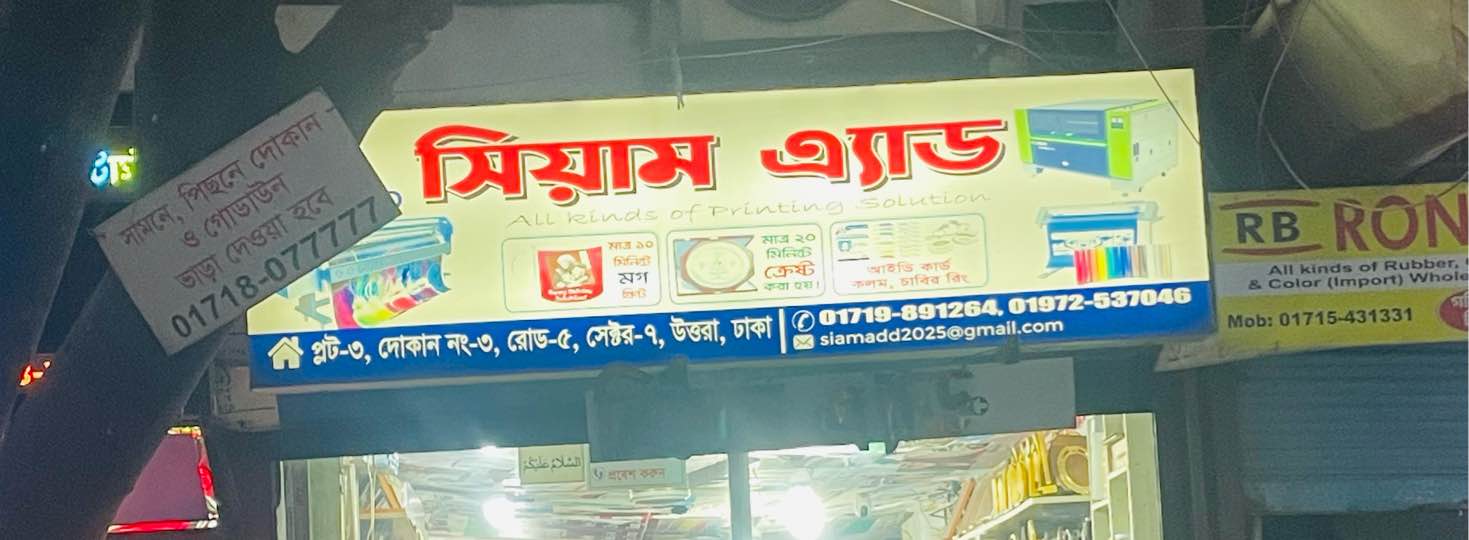 সামনে, পিছনে দোকান
ও গোডাউন
ভাড়া দেওয়া হবে
01718-077777
সিয়াম এ্যাড
All kinds of Printing Solution
মাত্র ১০
মিনিটে
মগ
প্রিন্ট
মাত্র ২০
মিনিটে
ক্রেস্ট
করা হয়!
আইডি কার্ড
কলম, চাবির রিং
প্লট-৩, দোকান নং-৩, রোড-৫, সেক্টর-৭, উত্তরা, ঢাকা
01719-891264, 01972-537046
siamadd2025@gmail.com
RB RON
All kinds of Rubber,
& Color (Import) Whole
Mob: 01715-431331
السلام عليكم
প্রবেশ করুন